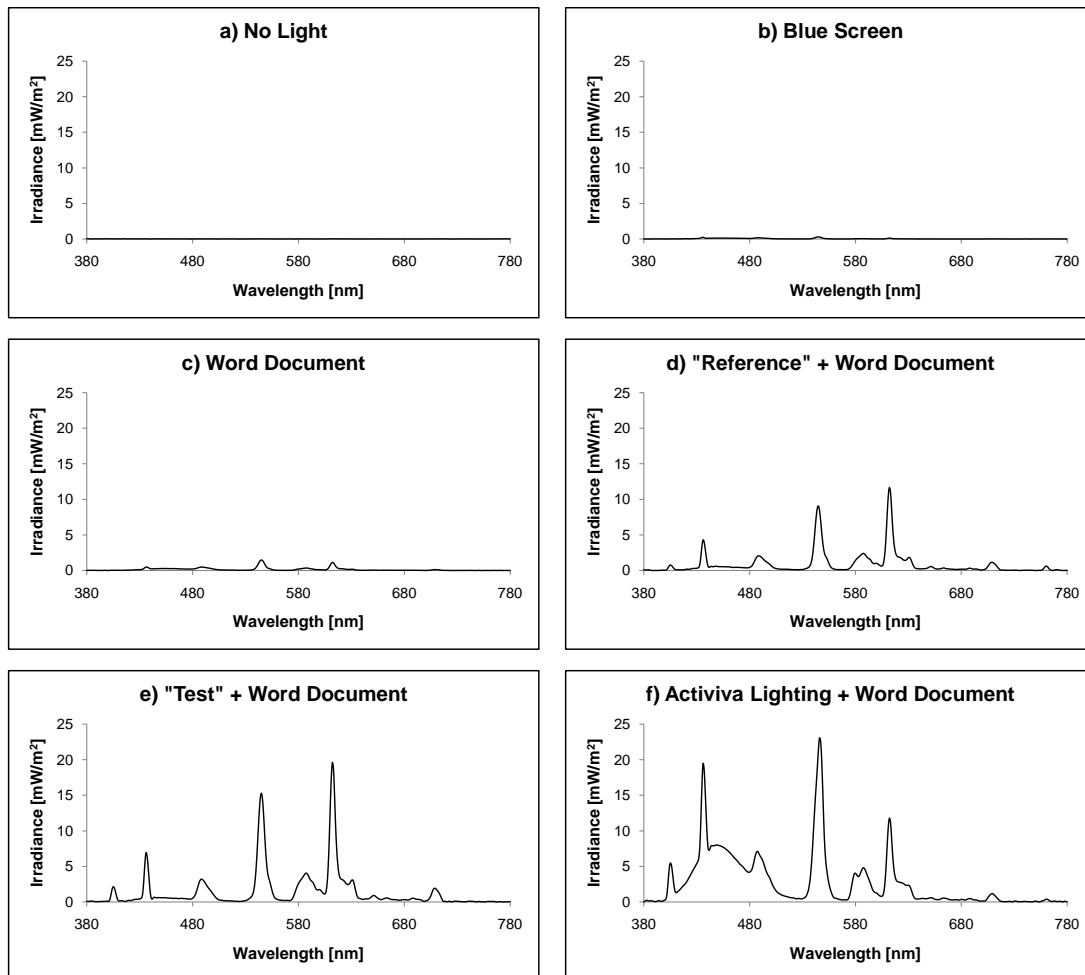 a) No Light
25
20
15
10
5
0
380 480 580 680 780
Irradiance [mW/m²]
Wavelength [nm]
b) Blue Screen
25
20
15
10
5
0
380 480 580 680 780
Irradiance [mW/m²]
Wavelength [nm]
c) Word Document
25
20
15
10
5
0
380 480 580 680 780
Irradiance [mW/m²]
Wavelength [nm]
d) "Reference" + Word Document
25
20
15
10
5
0
380 480 580 680 780
Irradiance [mW/m²]
Wavelength [nm]
e) "Test" + Word Document
25
20
15
10
5
0
380 480 580 680 780
Irradiance [mW/m²]
Wavelength [nm]
f) Activiva Lighting + Word Document
25
20
15
10
5
0
380 480 580 680 780
Irradiance [mW/m²]
Wavelength [nm]